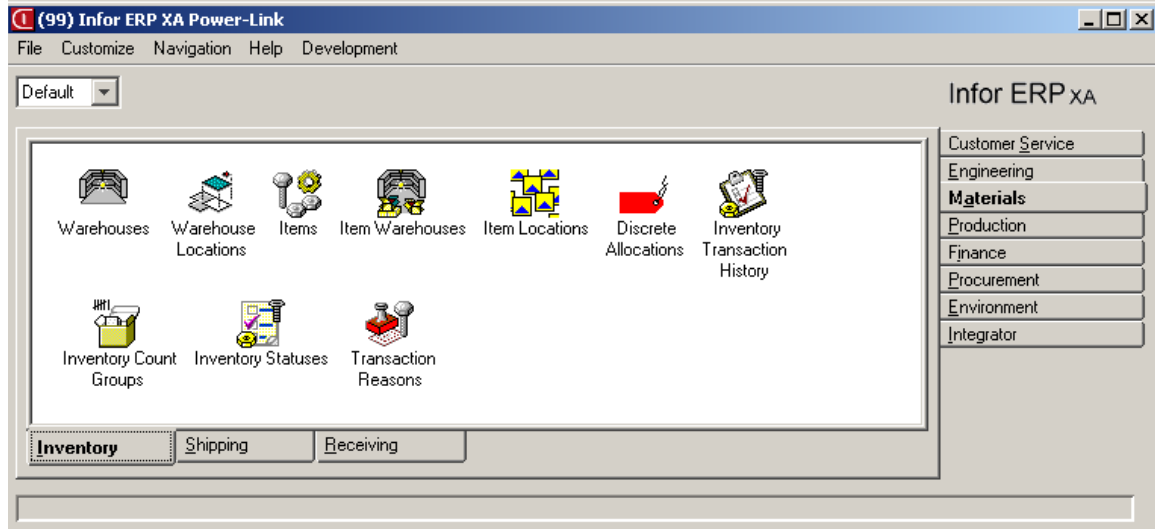 (99) Infor ERP XA Power-Link
File Customize Navigation Help Development
Default
Infor ERP XA
Customer Service
Engineering
Materials
Production
Finance
Procurement
Environment
Integrator
Warehouses
Warehouse
Locations
Items
Item Warehouses
Item Locations
Discrete
Allocations
Inventory
Transaction
History
Inventory Count
Groups
Inventory Statuses
Transaction
Reasons
Inventory
Shipping
Receiving